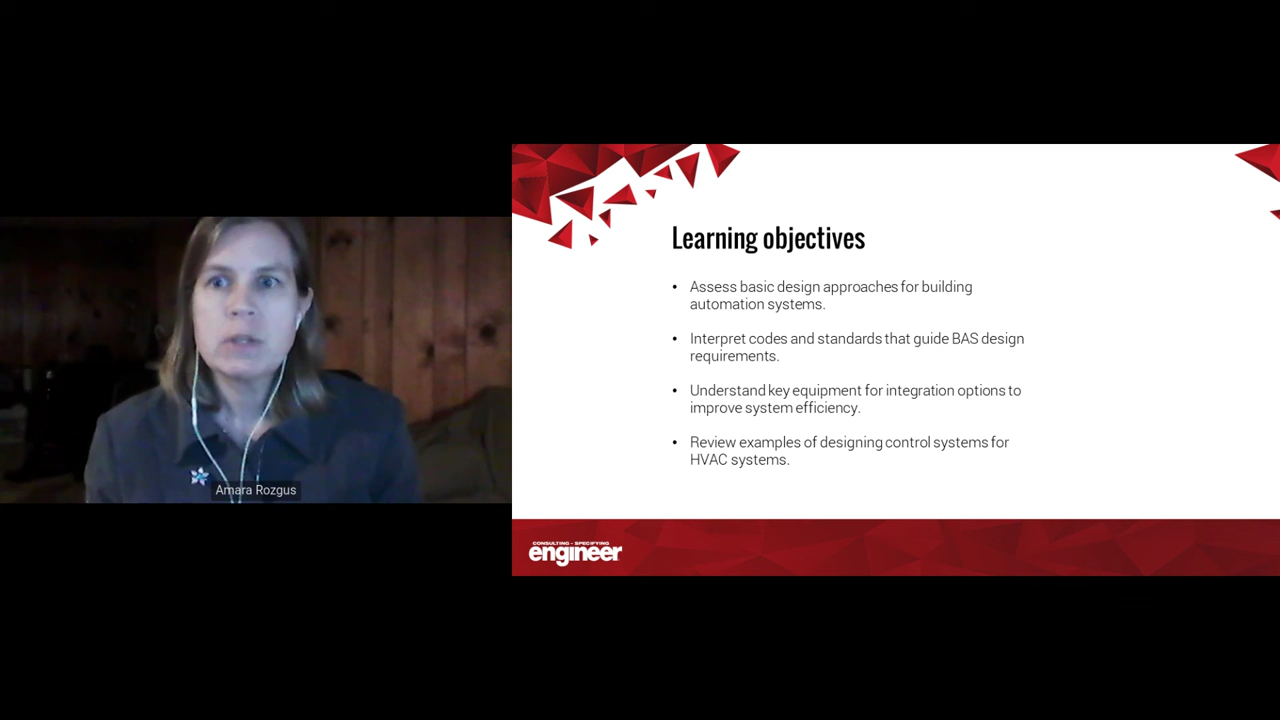 Learning objectives
• Assess basic design approaches for building
automation systems.
• Interpret codes and standards that guide BAS design
requirements.
• Understand key equipment for integration options to
improve system efficiency.
• Review examples of designing control systems for
HVAC systems.
Amara Rozgus
CONSULTING - SPECIFYING
engineer